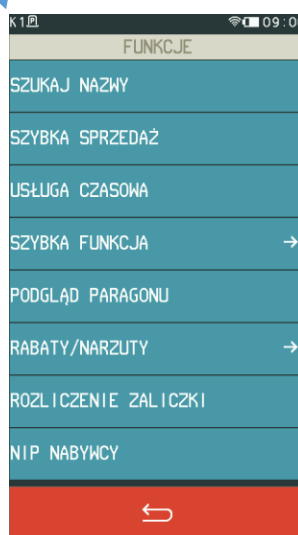 K1 P 09:0
FUNKCJE
SZUKAJ NAZWY
SZYBKA SPRZEDAŻ
USŁUGA CZASOWA
SZYBKA FUNKCJA →
PODGLĄD PARAGONU
RABATY/NARZUTY →
ROZLICZENIE ZALICZKI
NIP NABYWCY